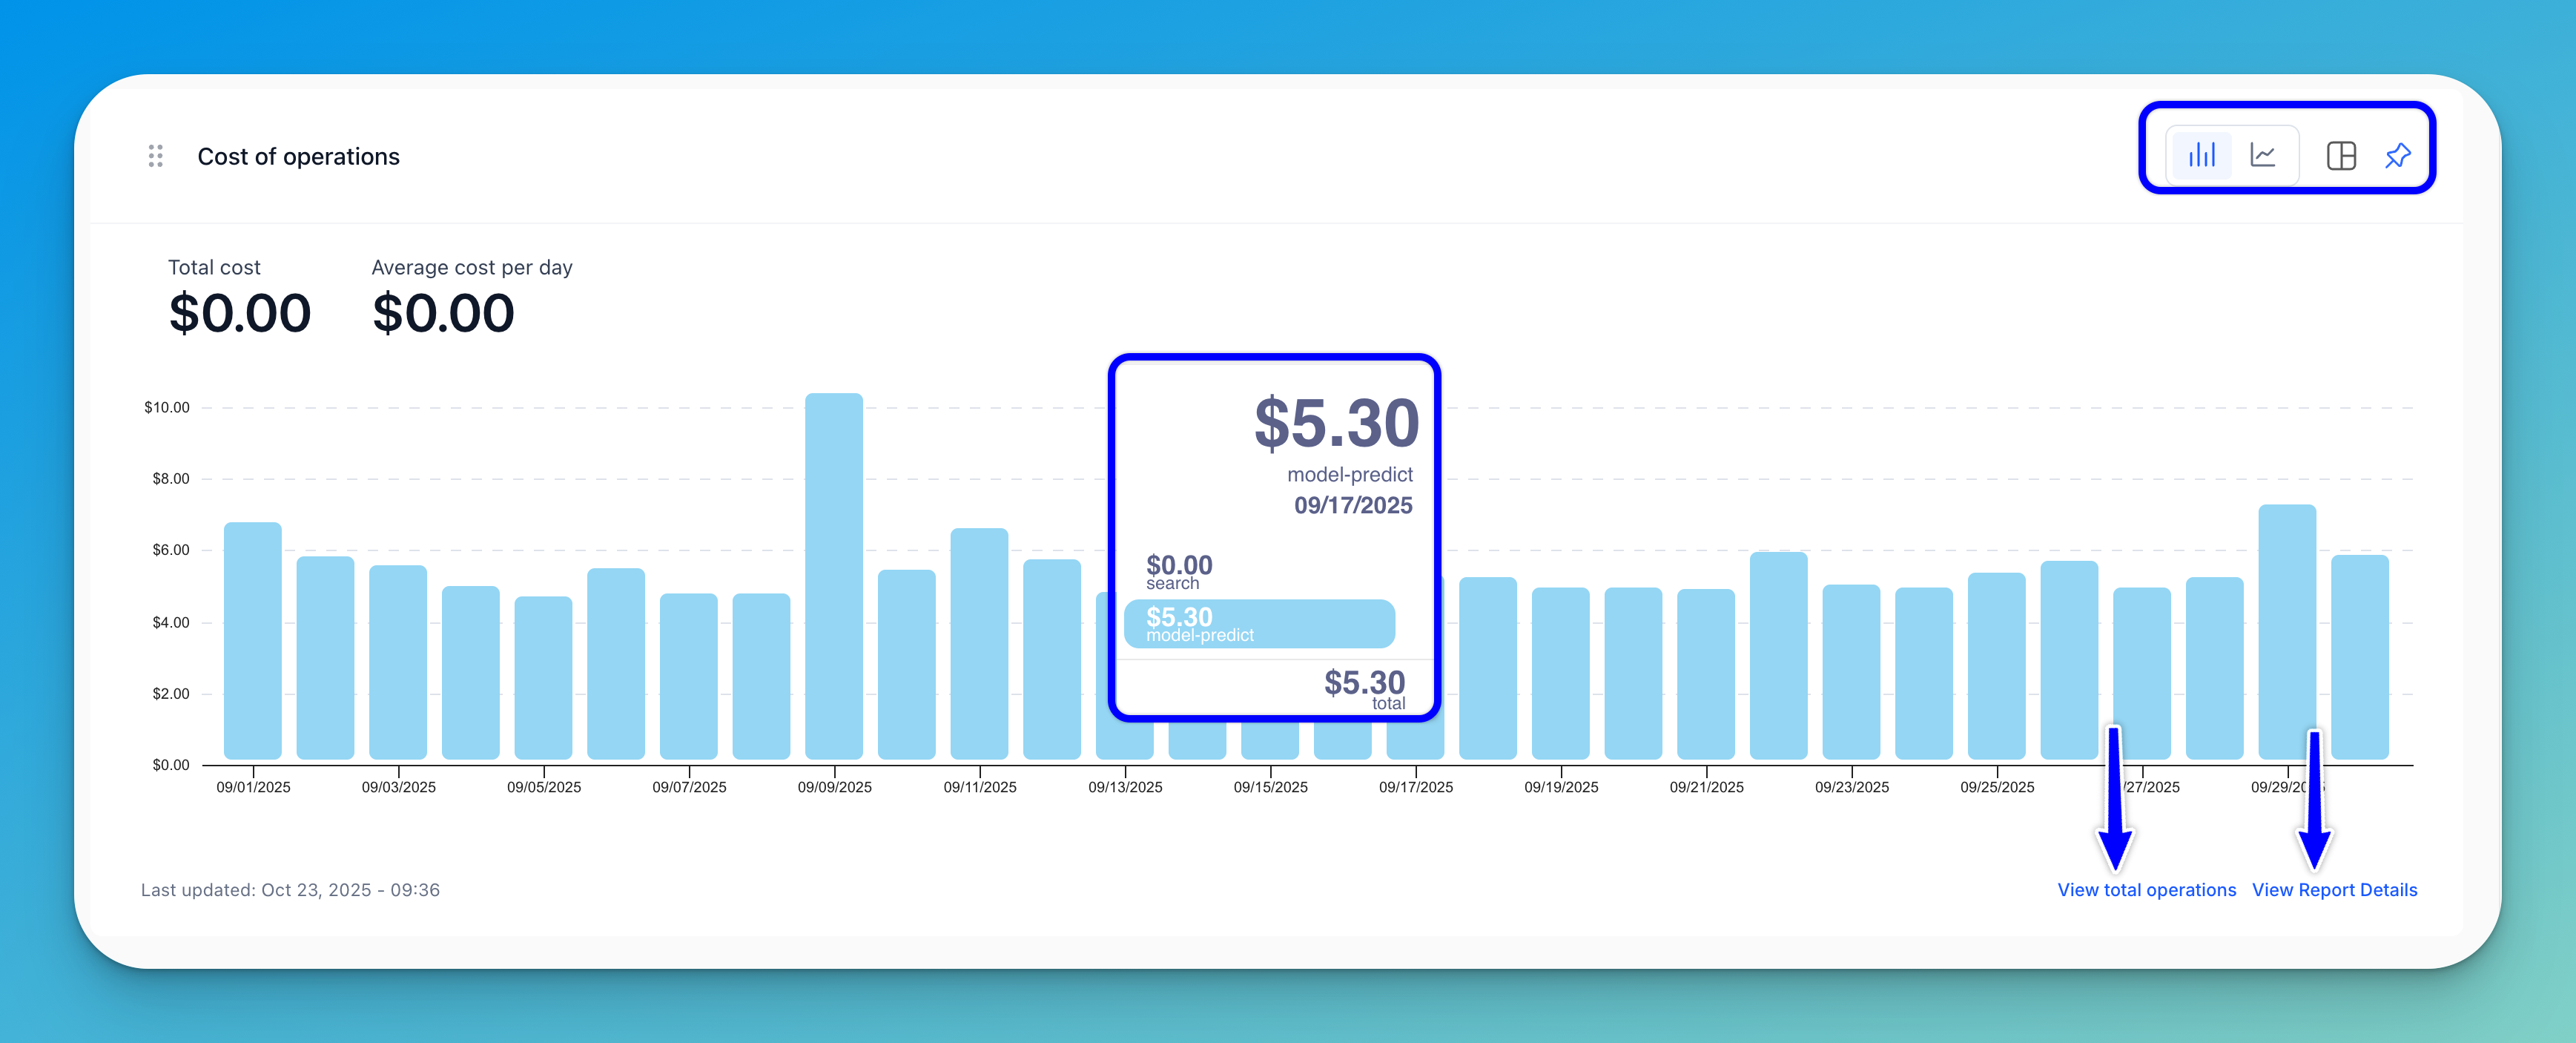 Cost of operations
Total cost
Average cost per day
$0.00
$0.00
$10.00
$8.00
$6.00
$4.00
$2.00
$0.00
$5.30
model-predict
09/17/2025
$0.00
search
$5.30
model-predict
$5.30
total
09/01/2025
09/03/2025
09/05/2025
09/07/2025
09/09/2025
09/11/2025
09/13/2025
09/15/2025
09/17/2025
09/19/2025
09/21/2025
09/23/2025
09/25/2025
/27/2025
09/29/20
Last updated: Oct 23, 2025 - 09:36
View total operations
View Report Details